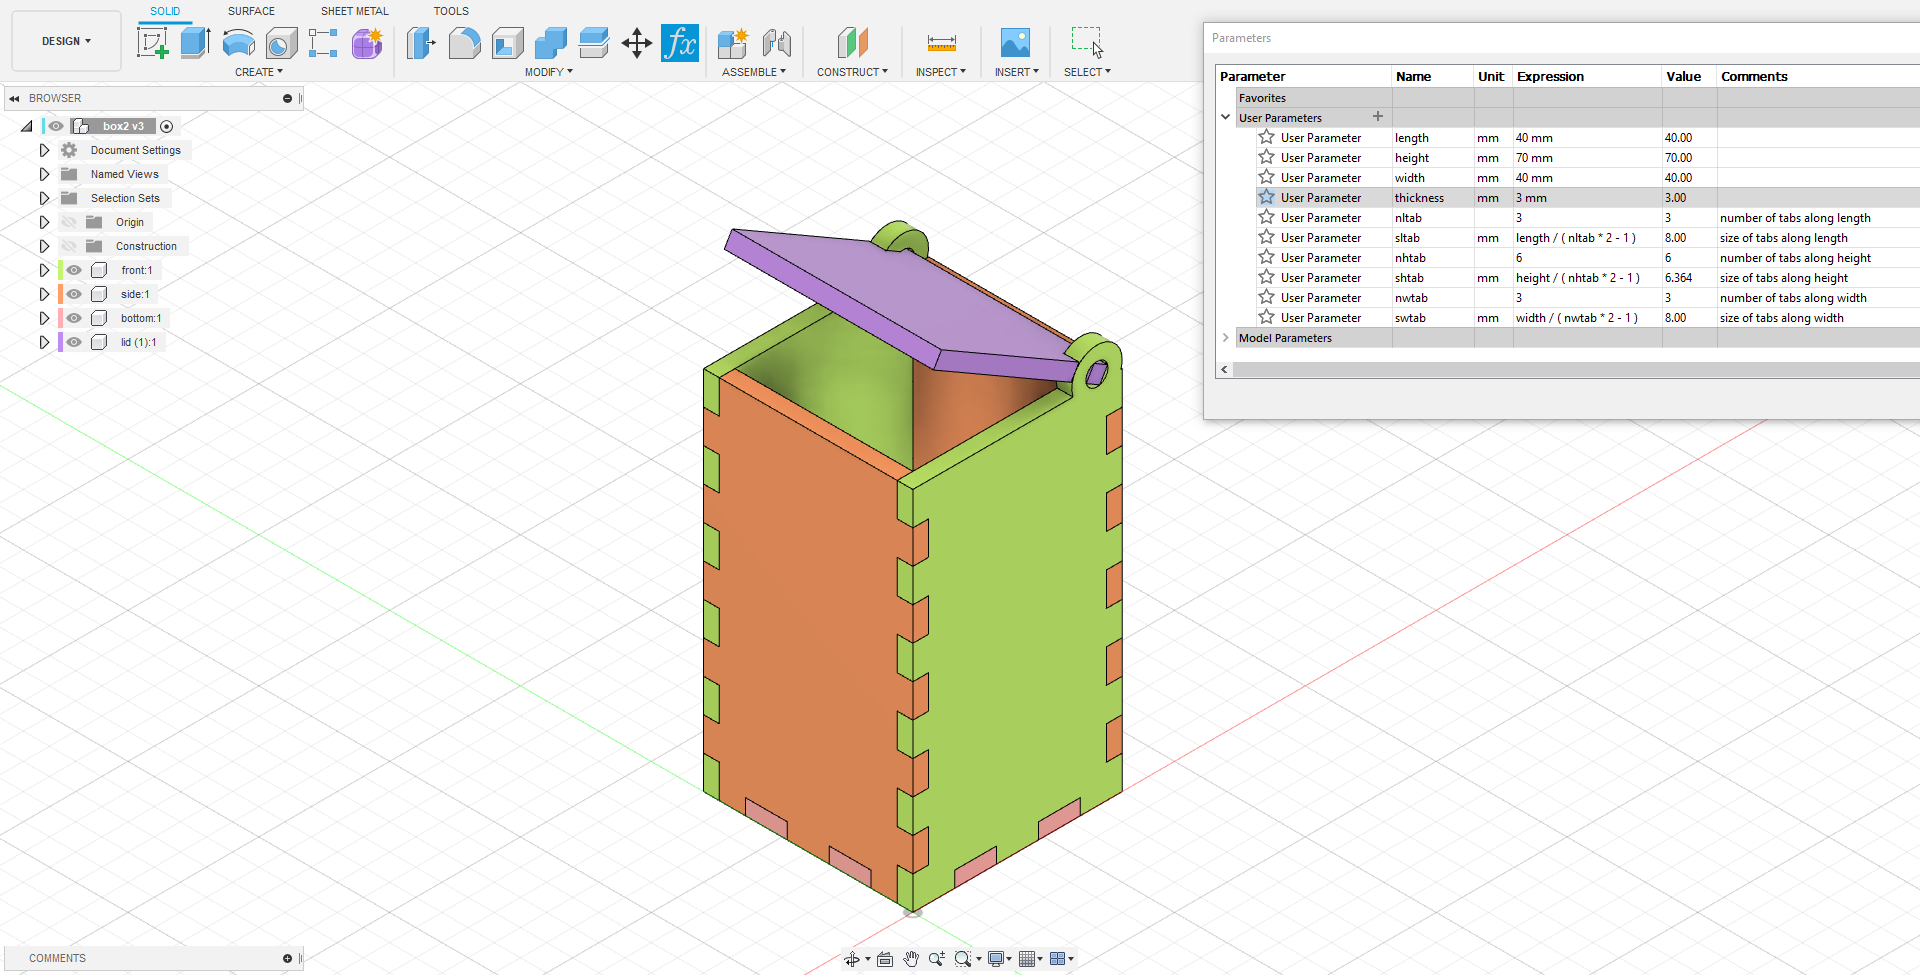 SOLID SURFACE SHEET METAL TOOLS
DESIGN
CREATE MODIFY fx ASSEMBLE CONSTRUCT INSPECT INSERT SELECT
BROWSER
box2 v3
Document Settings
Named Views
Selection Sets
Origin
Construction
front:1
side:1
bottom:1
lid (1):1
Parameters
Parameter Name Unit Expression Value Comments
Favorites
User Parameters +
User Parameter length mm 40 mm 40.00
User Parameter height mm 70 mm 70.00
User Parameter width mm 40 mm 40.00
User Parameter thickness mm 3 mm 3.00
User Parameter nltab 3 3 number of tabs along length
User Parameter sltab mm length / ( nltab * 2 - 1 ) 8.00 size of tabs along length
User Parameter nhtab 6 6 number of tabs along height
User Parameter shtab mm height / ( nhtab * 2 - 1 ) 6.364 size of tabs along height
User Parameter nwtab 3 3 number of tabs along width
User Parameter swtab mm width / ( nwtab * 2 - 1 ) 8.00 size of tabs along width
Model Parameters
COMMENTS